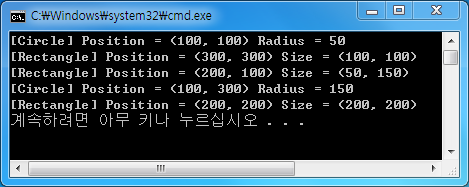 C:₩Windows₩system32₩cmd.exe
[Circle] Position = (100, 100) Radius = 50
[Rectangle] Position = (300, 300) Size = (100, 100)
[Rectangle] Position = (200, 100) Size = (50, 150)
[Circle] Position = (100, 300) Radius = 150
[Rectangle] Position = (200, 200) Size = (200, 200)
계속하려면 아무 키나 누르십시오 . . .